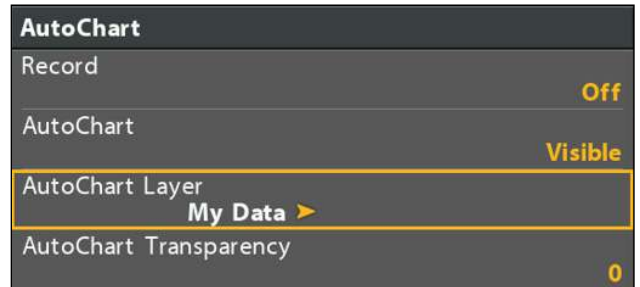 AutoChart
Record
Off
AutoChart
Visible
AutoChart Layer
My Data ➤
AutoChart Transparency
0